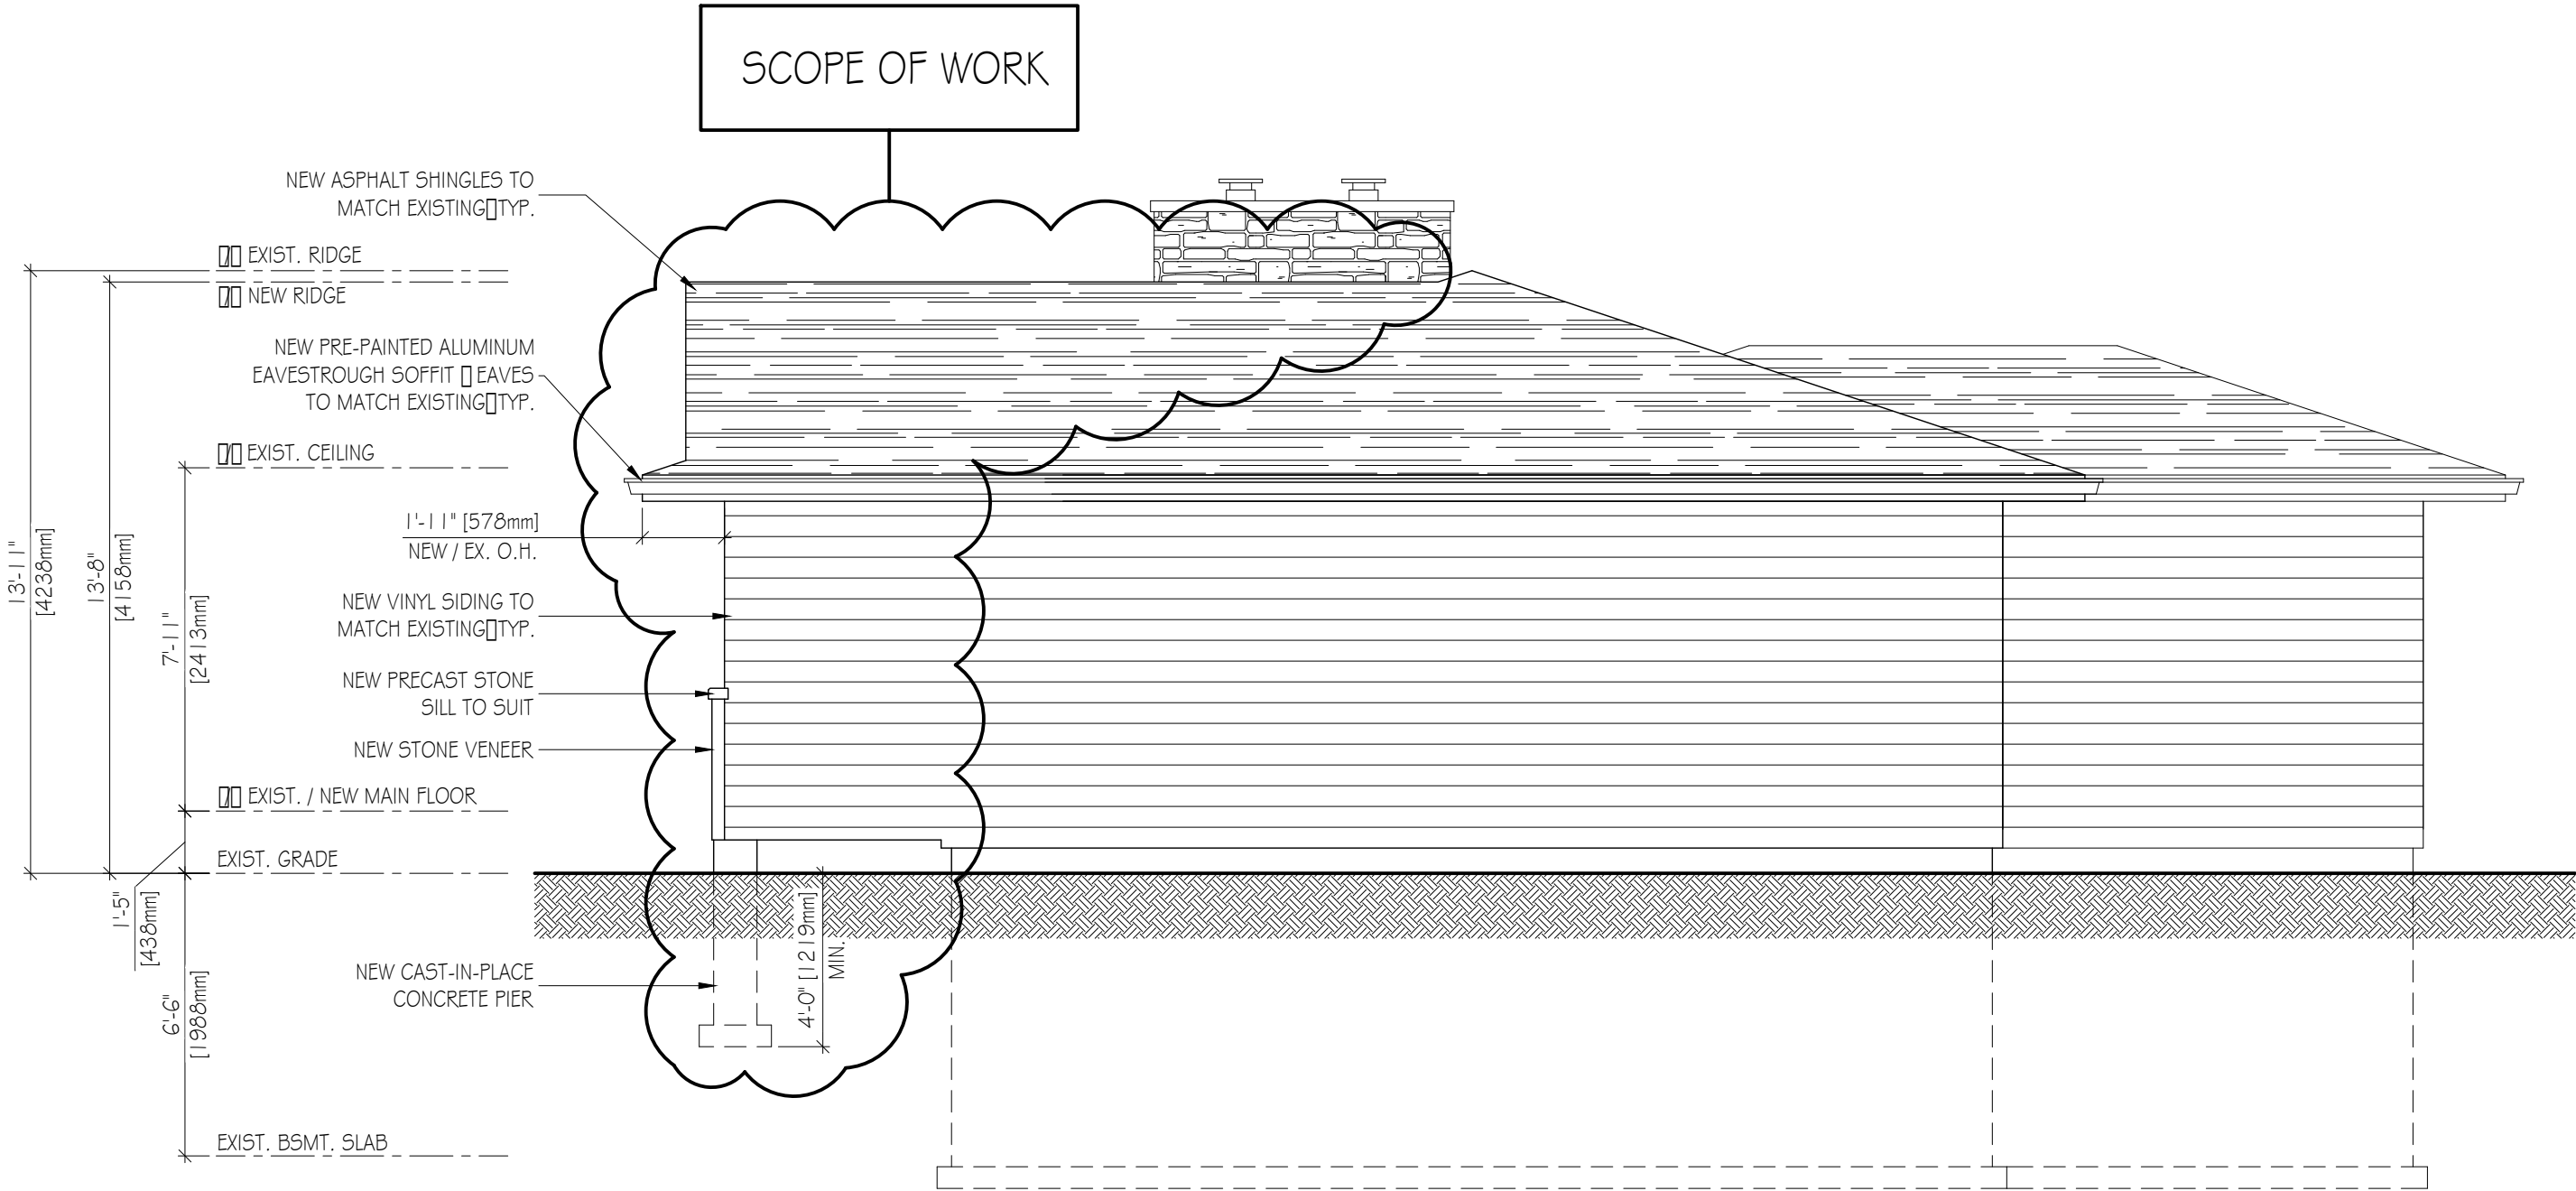 SCOPE OF WORK
NEW ASPHALT SHINGLES TO
MATCH EXISTING▯TYP.
▯/▯ EXIST. RIDGE
▯/▯ NEW RIDGE
NEW PRE-PAINTED ALUMINUM
EAVESTROUGH SOFFIT ▯ EAVES
TO MATCH EXISTING▯TYP.
▯/▯ EXIST. CEILING
1'-11" [578mm]
NEW / EX. O.H.
13'-11"
[4238mm]
13'-8"
[4158mm]
7'-11"
[2413mm]
NEW VINYL SIDING TO
MATCH EXISTING▯TYP.
NEW PRECAST STONE
SILL TO SUIT
NEW STONE VENEER
▯/▯ EXIST. / NEW MAIN FLOOR
EXIST. GRADE
1'-5"
[438mm]
6'-6"
[1988mm]
4'-0" [1219mm]
MIN.
NEW CAST-IN-PLACE
CONCRETE PIER
EXIST. BSMT. SLAB